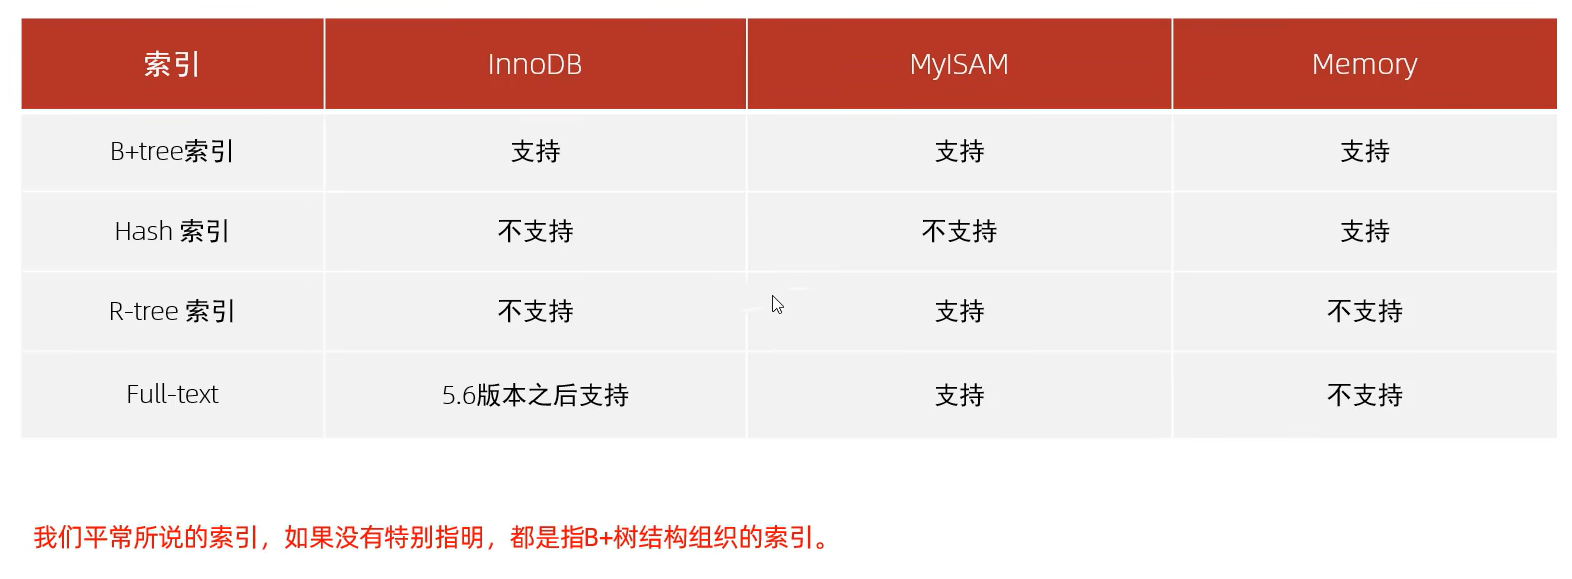 索引 InnoDB MyISAM Memory
B+tree索引 支持 支持 支持
Hash 索引 不支持 不支持 支持
R-tree 索引 不支持 支持 不支持
Full-text 5.6版本之后支持 支持 不支持
我们平常所说的索引，如果没有特别指明，都是指B+树结构组织的索引。